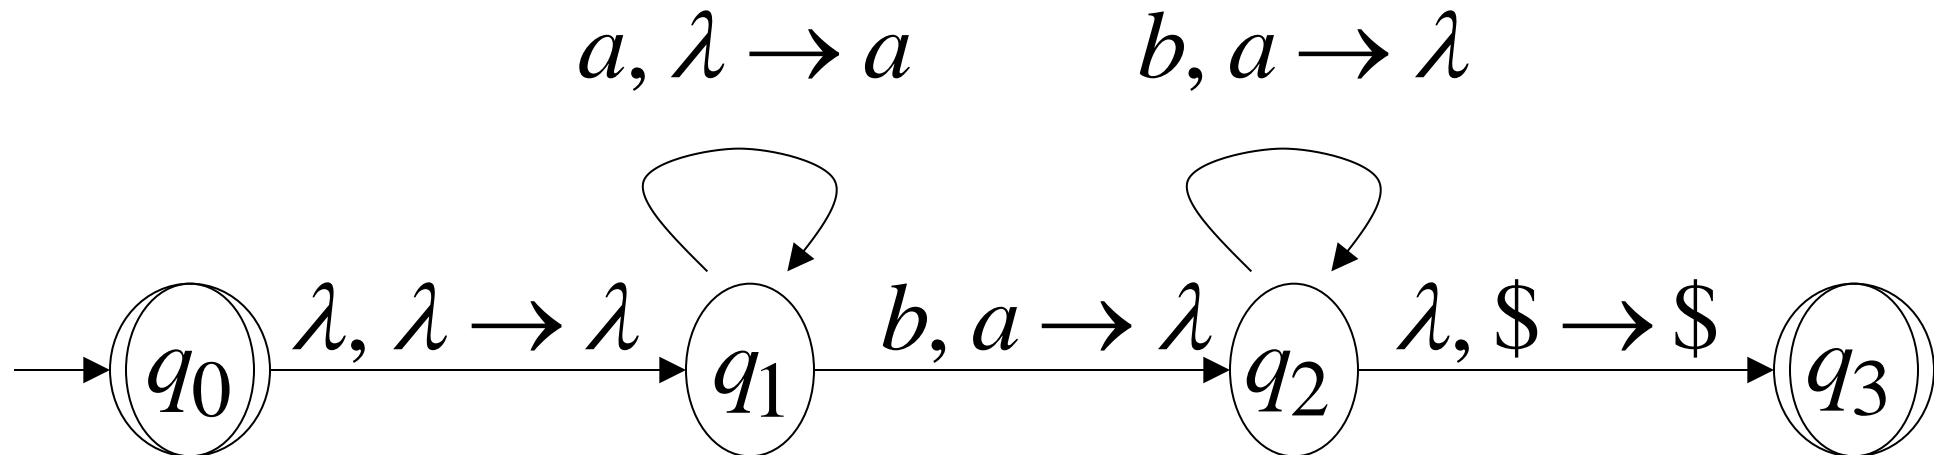 a, λ → a
b, a → λ
q0 λ, λ → λ q1 b, a → λ q2 λ, $ → $ q3